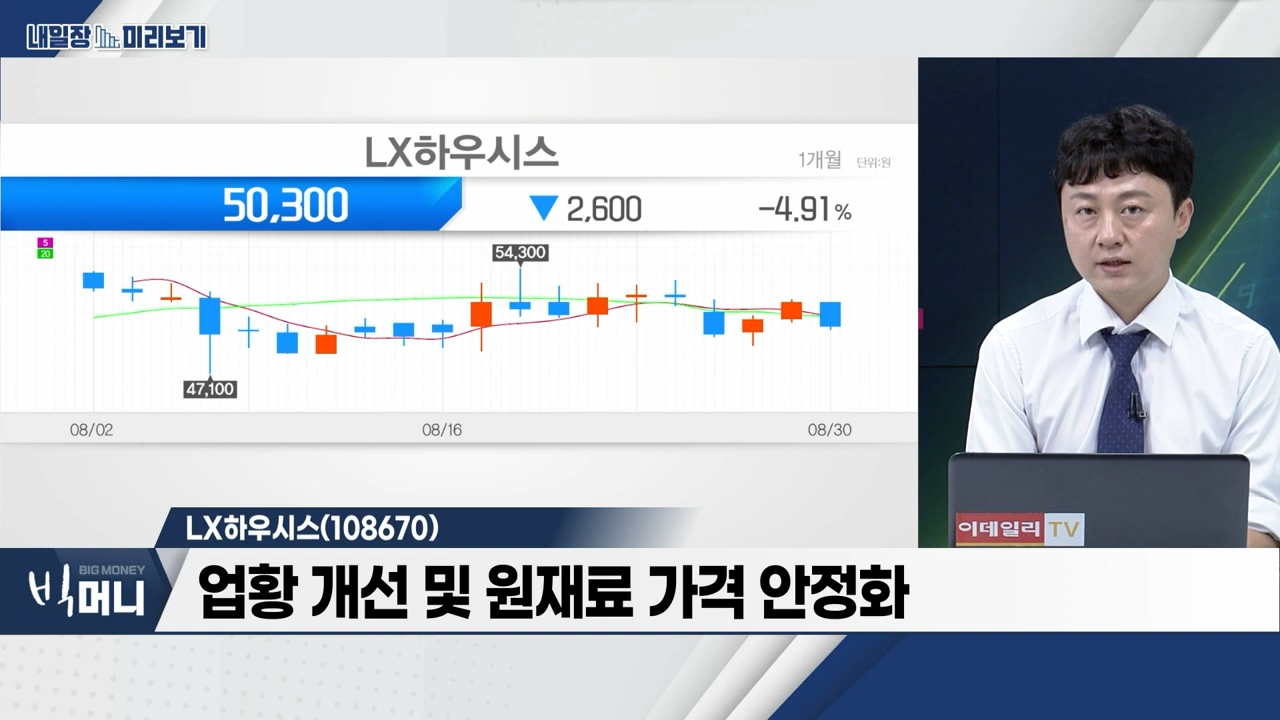 내일장 미리보기
LX하우시스
1개월 단위:원
50,300 ▼2,600 -4.91%
5
20
54,300
47,100
08/02 08/16 08/30
이데일리TV
LX하우시스(108670)
BIG MONEY
빅머니
업황 개선 및 원재료 가격 안정화